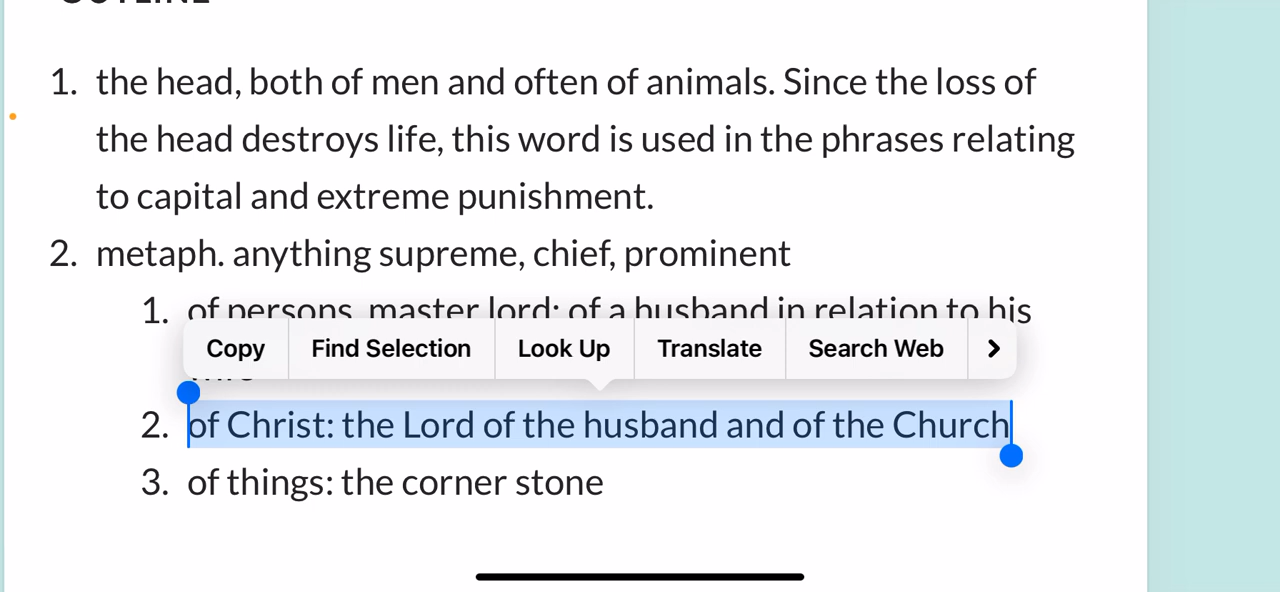 OUTLINE
1. the head, both of men and often of animals. Since the loss of
the head destroys life, this word is used in the phrases relating
to capital and extreme punishment.
2. metaph. anything supreme, chief, prominent
1. of persons, master lord: of a husband in relation to his
Copy Find Selection Look Up Translate Search Web
2. of Christ: the Lord of the husband and of the Church
3. of things: the corner stone